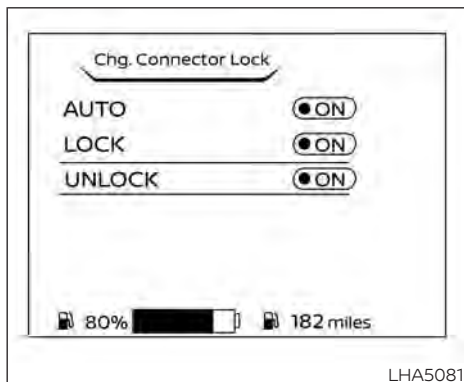 Chg. Connector Lock
AUTO ON
LOCK ON
UNLOCK ON
80% 182 miles
LHA5081